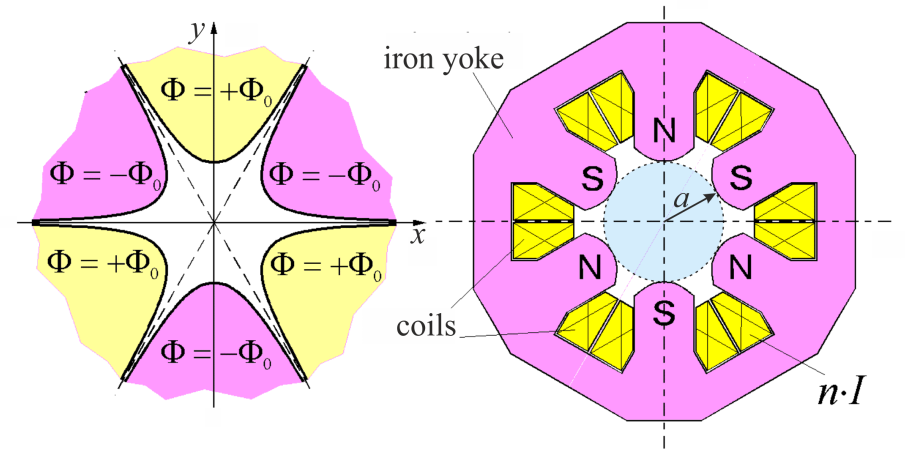 y
Φ = +Φ₀
Φ = −Φ₀
Φ = −Φ₀
x
Φ = +Φ₀
Φ = +Φ₀
Φ = −Φ₀
iron yoke
N
S
S
a
N
N
S
coils
n·I